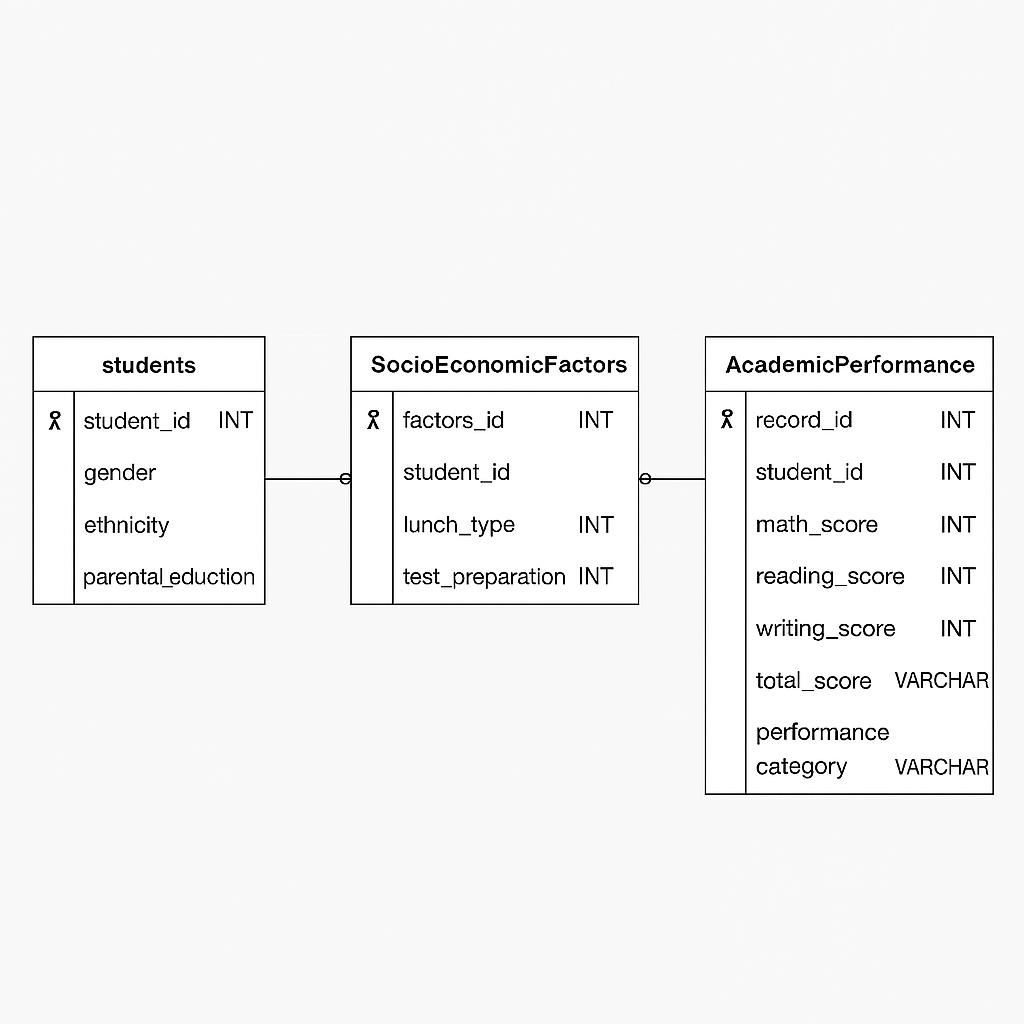 students
student_id INT
gender
ethnicity
parental_eduction
SocioEconomicFactors
factors_id INT
student_id
lunch_type INT
test_preparation INT
AcademicPerformance
record_id INT
student_id INT
math_score INT
reading_score INT
writing_score INT
total_score VARCHAR
performance
category VARCHAR